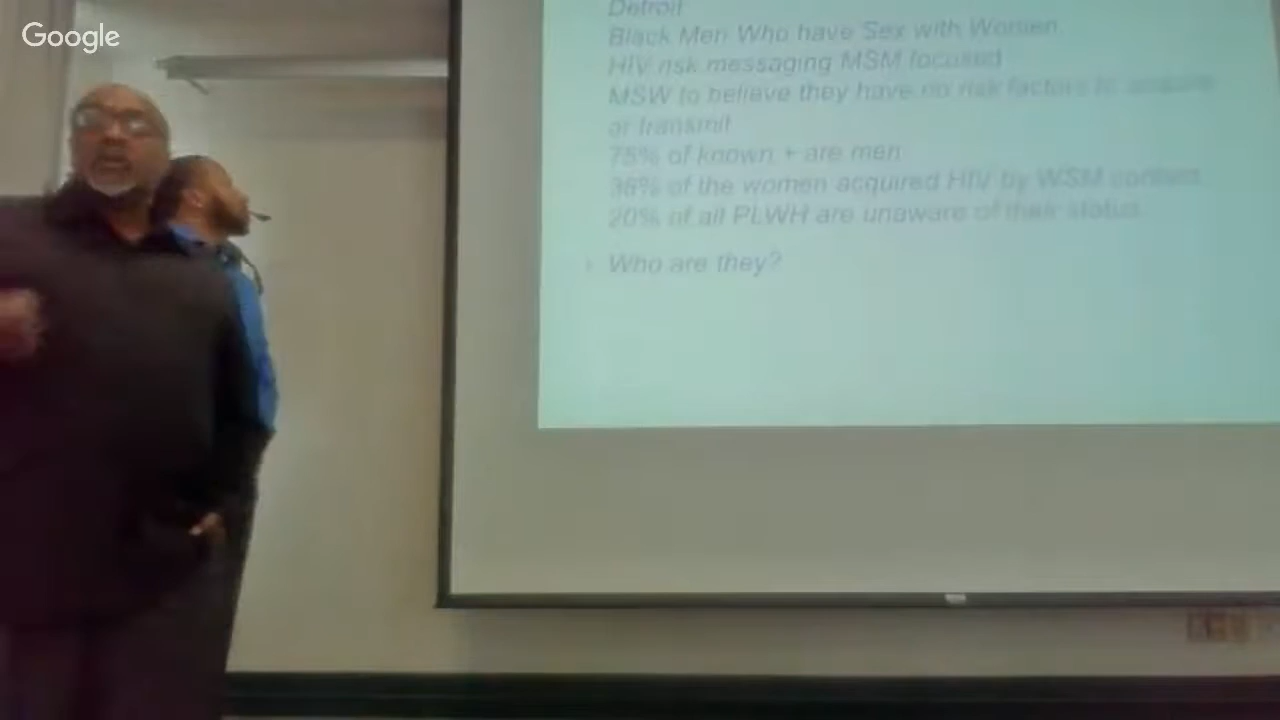 Google
Detroit
Black Men Who have Sex with Women
HIV risk messaging MSM focused
MSW to believe they have no risk factors to acquire
or transmit
75% of known + are men
38% of the women acquired HIV by WSM contact
20% of all PLWH are unaware of their status
Who are they?